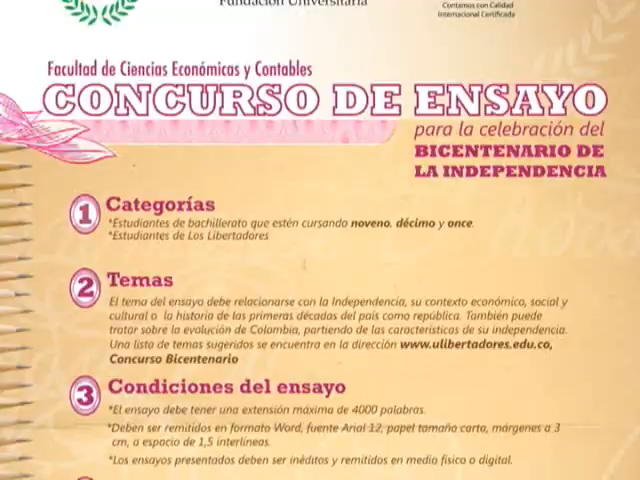 Fundación Universitaria
Contamos con Calidad
Internacional Certificada
Facultad de Ciencias Económicas y Contables
CONCURSO DE ENSAYO
para la celebración del
BICENTENARIO DE
LA INDEPENDENCIA
1 Categorías
*Estudiantes de bachillerato que estén cursando noveno, décimo y once.
*Estudiantes de Los Libertadores
2 Temas
El tema del ensayo debe relacionarse con la Independencia, su contexto económico, social y
cultural o la historia de las primeras décadas del país como república. También puede
tratar sobre la evolución de Colombia, partiendo de las características de su independencia.
Una lista de temas sugeridos se encuentra en la dirección www.ulibertadores.edu.co,
Concurso Bicentenario
3 Condiciones del ensayo
*El ensayo debe tener una extensión máxima de 4000 palabras.
*Deben ser remitidos en formato Word, fuente Arial 12, papel tamaño carta, márgenes a 3
cm, a espacio de 1,5 interlíneas.
*Los ensayos presentados deben ser inéditos y remitidos en medio físico o digital.